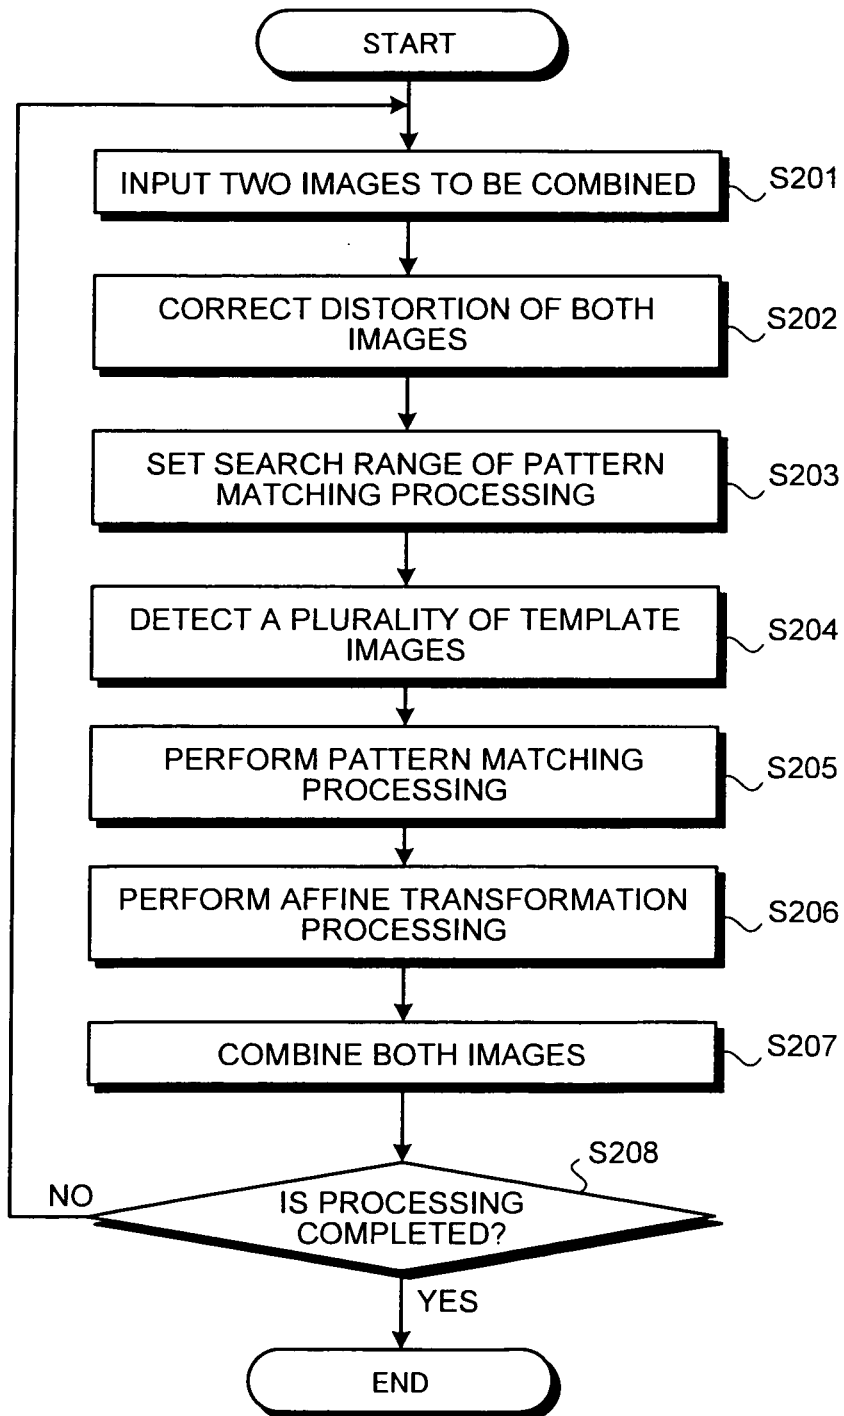 START
INPUT TWO IMAGES TO BE COMBINED
S201
CORRECT DISTORTION OF BOTH
IMAGES
S202
SET SEARCH RANGE OF PATTERN
MATCHING PROCESSING
S203
DETECT A PLURALITY OF TEMPLATE
IMAGES
S204
PERFORM PATTERN MATCHING
PROCESSING
S205
PERFORM AFFINE TRANSFORMATION
PROCESSING
S206
COMBINE BOTH IMAGES
S207
S208
NO
IS PROCESSING
COMPLETED?
YES
END